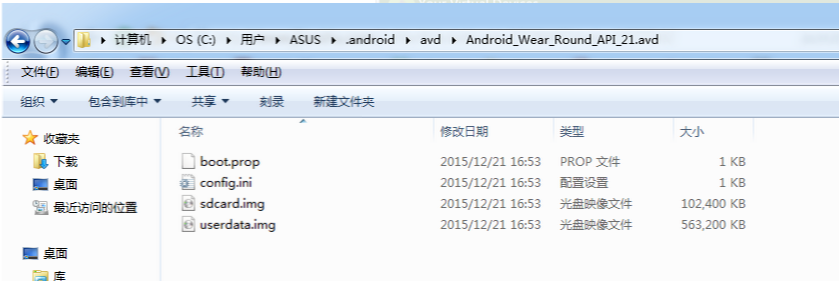 计算机 OS (C:) 用户 ASUS .android avd Android_Wear_Round_API_21.avd
文件(F) 编辑(E) 查看(V) 工具(T) 帮助(H)
组织 包含到库中 共享 刻录 新建文件夹
收藏夹
下载
桌面
最近访问的位置
桌面
库
名称 修改日期 类型 大小
boot.prop 2015/12/21 16:53 PROP 文件 1 KB
config.ini 2015/12/21 16:53 配置设置 1 KB
sdcard.img 2015/12/21 16:53 光盘映像文件 102,400 KB
userdata.img 2015/12/21 16:53 光盘映像文件 563,200 KB